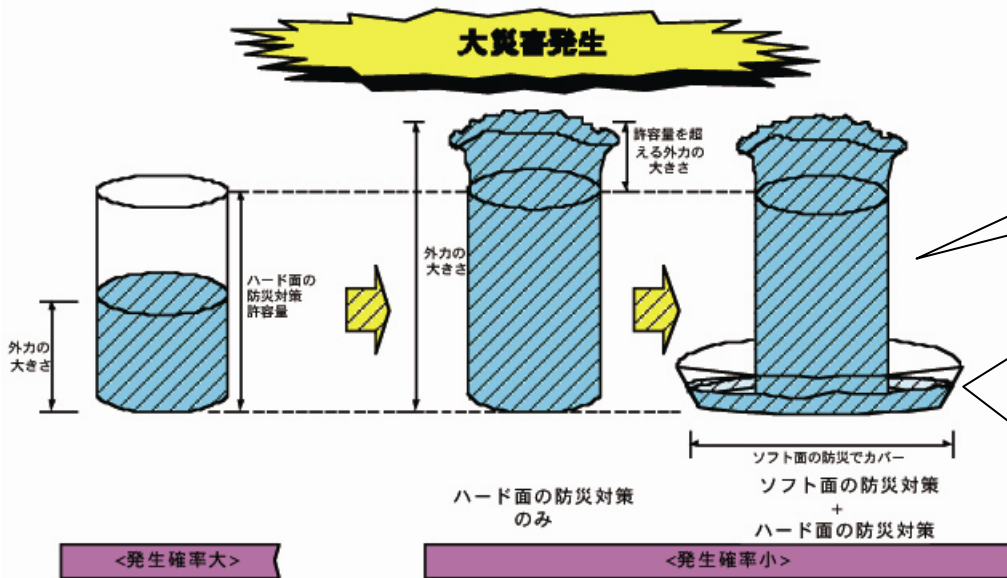 大災害発生
許容量を超
える外力の
大きさ
外力の
大きさ
ハード面の
防災対策
許容量
外力の
大きさ
ソフト面の防災でカバー
ハード面の防災対策
のみ
ソフト面の防災対策
+
ハード面の防災対策
<発生確率大>
<発生確率小>